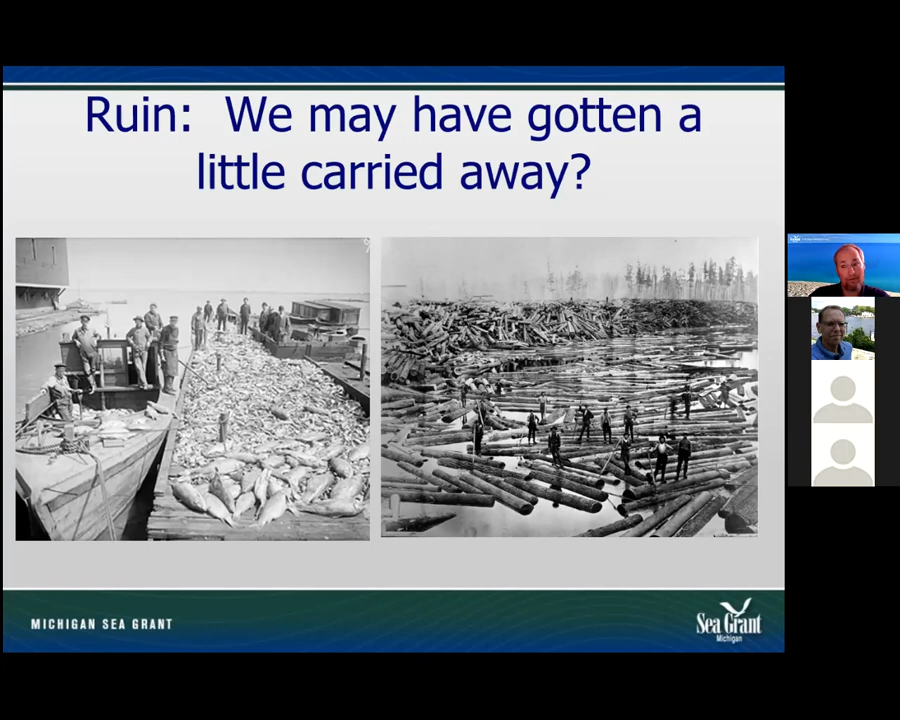 Ruin: We may have gotten a
little carried away?
MICHIGAN SEA GRANT
Sea Grant
Michigan